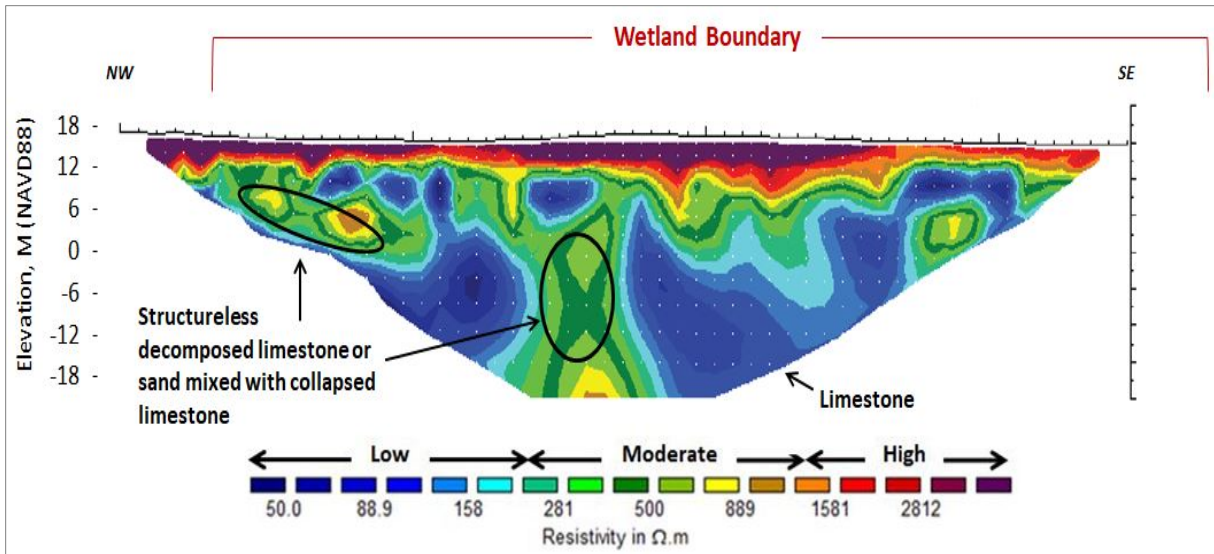 Wetland Boundary
NW
SE
Elevation, M (NAVD88)
18 -
12 -
6 -
0 -
-6 -
-12 -
-18 -
Structureless
decomposed limestone or
sand mixed with collapsed
limestone
Limestone
Low Moderate High
50.0 88.9 158 281 500 889 1581 2812
Resistivity in Ω.m